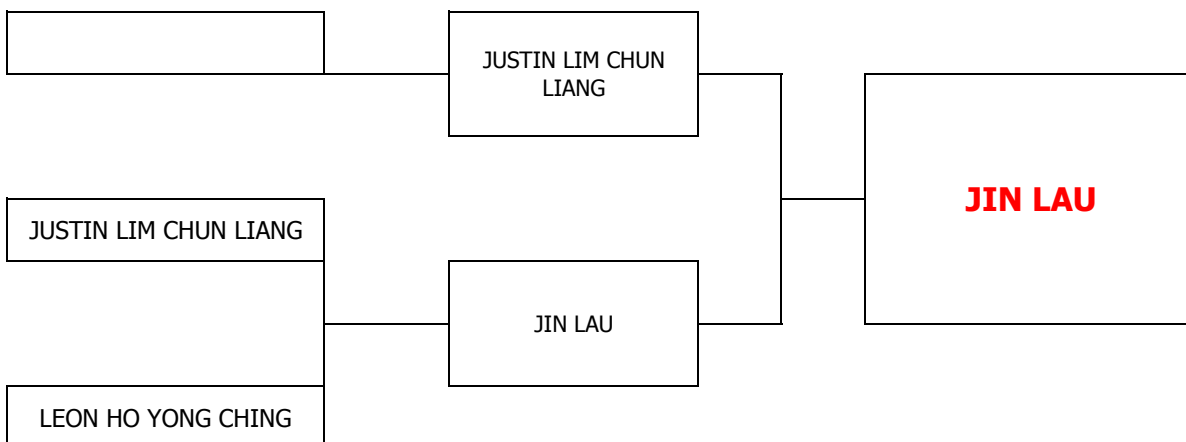 JUSTIN LIM CHUN
LIANG
JIN LAU
JUSTIN LIM CHUN LIANG
JIN LAU
LEON HO YONG CHING